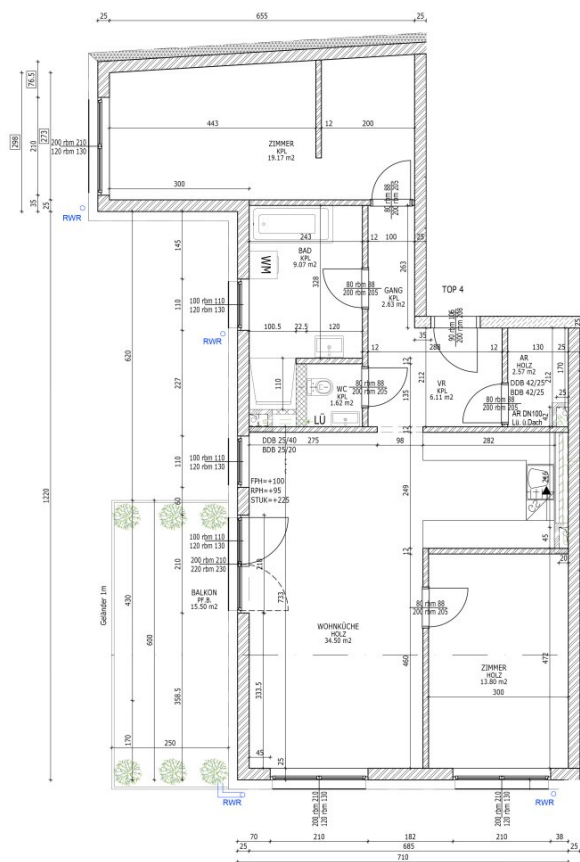 25
655
25
76.5
298
210
273
35
25
200 rbm 210
120 rbm 130
443
12
200
ZIMMER
KPL
19.17 m2
300
80 rbm 88
200 rbm 205
RWR
243
12
100
25
BAD
KPL
9.07 m2
WM
328
263
80 rbm 88
200 rbm 205
GANG
KPL
2.63 m2
TOP 4
145
110
100 rbm 110
120 rbm 130
RWR
620
227
100.5
22.5
120
35
288
12
90 rbm 106
200 rbm 208
130
25
AR
HOLZ
2.57 m2
212
170
DDB 42/25
BDB 42/25
25
110
WC
KPL
1.62 m2
80 rbm 88
200 rbm 205
12
135
212
VR
KPL
6.11 m2
80 rbm 88
200 rbm 205
42
AR DN100
Lü. ü.Dach
LÜ
DDB 25/40
BDB 25/20
275
98
282
110
60
FPH=+100
RPH=+95
STUK=+225
249
45
1220
100 rbm 110
120 rbm 130
200 rbm 210
220 rbm 230
210
218
12
20
Geländer 1m
430
600
BALKON
PF.B.
15.50 m2
733
80 rbm 88
200 rbm 205
WOHNKÜCHE
HOLZ
34.50 m2
460
472
ZIMMER
HOLZ
13.80 m2
300
358.5
333.5
250
170
45
25
RWR
200 rbm 210
120 rbm 130
200 rbm 210
120 rbm 130
RWR
70
210
182
210
38
25
685
25
710